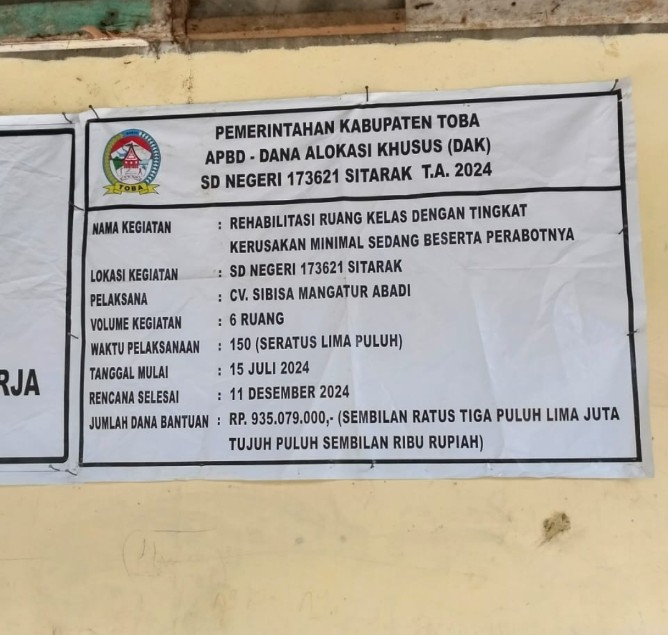 PEMERINTAHAN KABUPATEN TOBA
APBD - DANA ALOKASI KHUSUS (DAK)
SD NEGERI 173621 SITARAK T.A. 2024
TOBA
NAMA KEGIATAN : REHABILITASI RUANG KELAS DENGAN TINGKAT
KERUSAKAN MINIMAL SEDANG BESERTA PERABOTNYA
LOKASI KEGIATAN : SD NEGERI 173621 SITARAK
PELAKSANA : CV. SIBISA MANGATUR ABADI
VOLUME KEGIATAN : 6 RUANG
WAKTU PELAKSANAAN : 150 (SERATUS LIMA PULUH)
TANGGAL MULAI : 15 JULI 2024
RENCANA SELESAI : 11 DESEMBER 2024
JUMLAH DANA BANTUAN : RP. 935.079.000,- (SEMBILAN RATUS TIGA PULUH LIMA JUTA
TUJUH PULUH SEMBILAN RIBU RUPIAH)
RJA